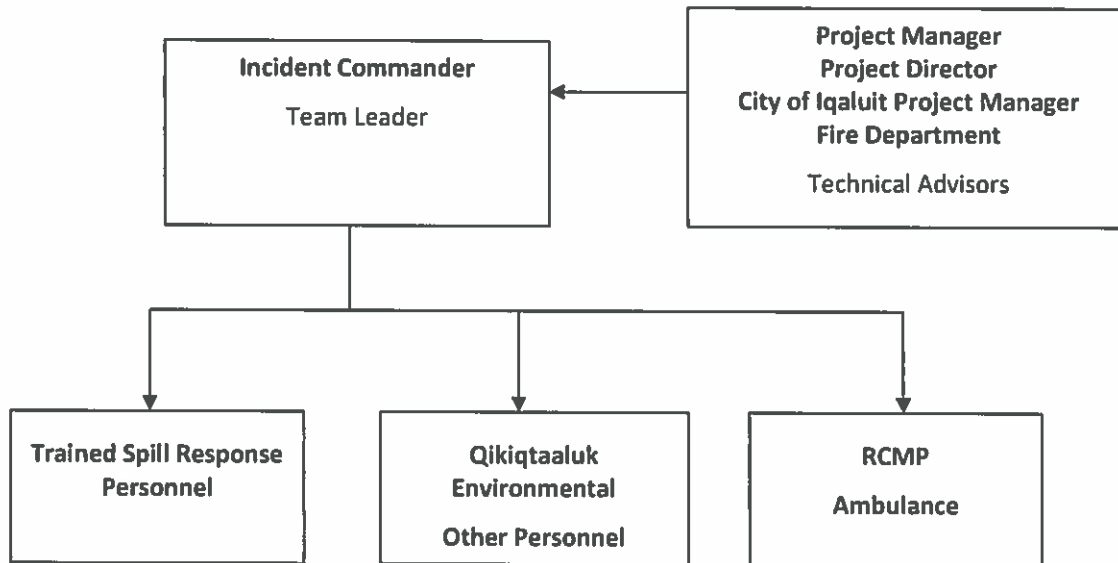 Incident Commander
Team Leader
Project Manager
Project Director
City of Iqaluit Project Manager
Fire Department
Technical Advisors
Trained Spill Response
Personnel
Qikiqtaaluk
Environmental
Other Personnel
RCMP
Ambulance